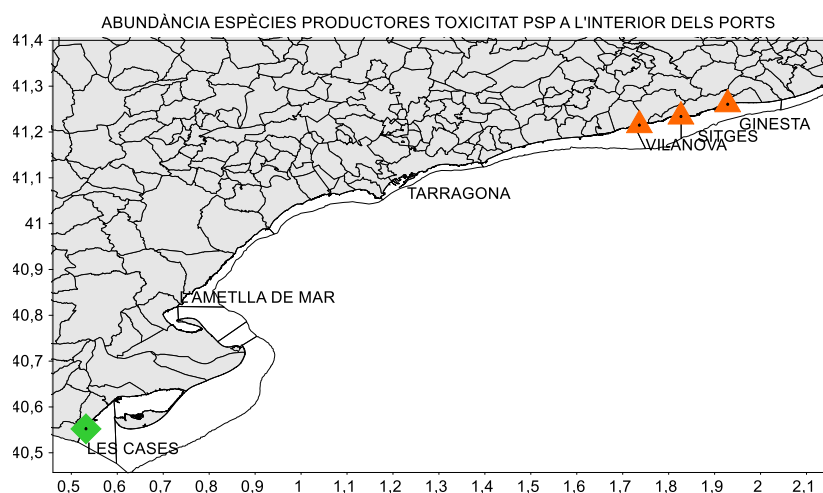 ABUNDÀNCIA ESPÈCIES PRODUCTORES TOXICITAT PSP A L'INTERIOR DELS PORTS
41,4
41,3
GINESTA
41,2
SITGES
VILANOVA
41,1
TARRAGONA
41
40,9
L'AMETLLA DE MAR
40,8
40,7
40,6
LES CASES
40,5
0,5 0,6 0,7 0,8 0,9 1 1,1 1,2 1,3 1,4 1,5 1,6 1,7 1,8 1,9 2 2,1